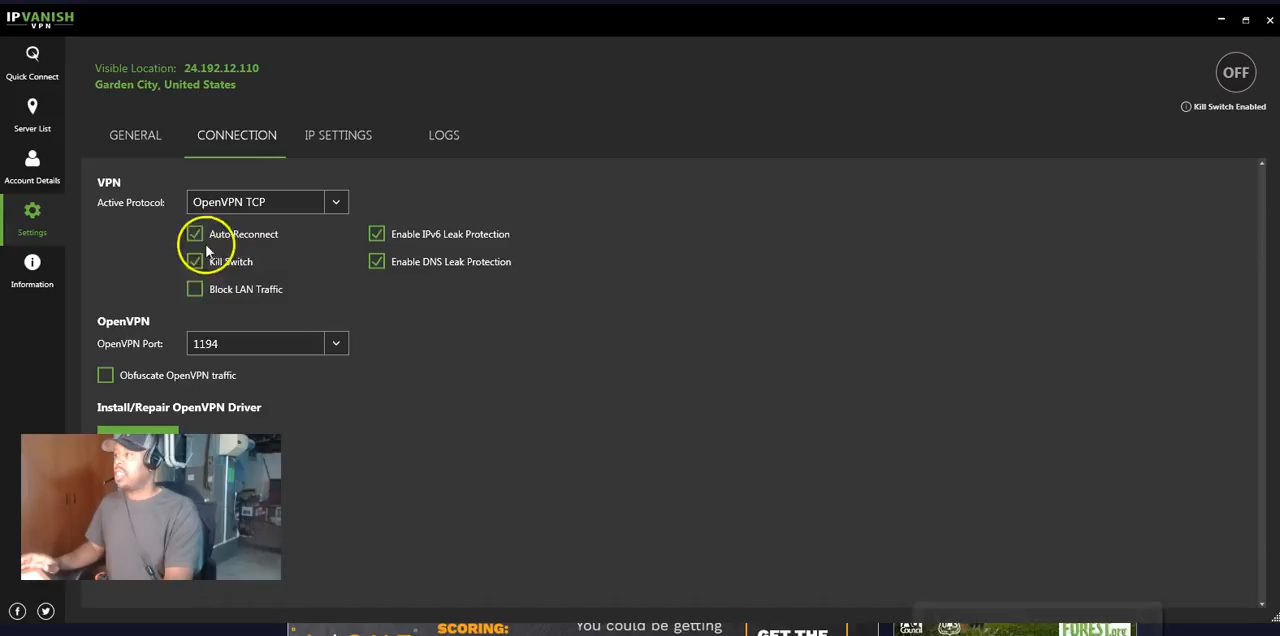 IPVANISH
VPN
Quick Connect
Server List
Account Details
Settings
Information
Visible Location: 24.192.12.110
Garden City, United States
OFF
Kill Switch Enabled
GENERAL CONNECTION IP SETTINGS LOGS
VPN
Active Protocol: OpenVPN TCP
Auto Reconnect Enable IPv6 Leak Protection
Kill Switch Enable DNS Leak Protection
Block LAN Traffic
OpenVPN
OpenVPN Port: 1194
Obfuscate OpenVPN traffic
Install/Repair OpenVPN Driver
SCORING:
You could be getting
GET THE
Council
FOREST.org